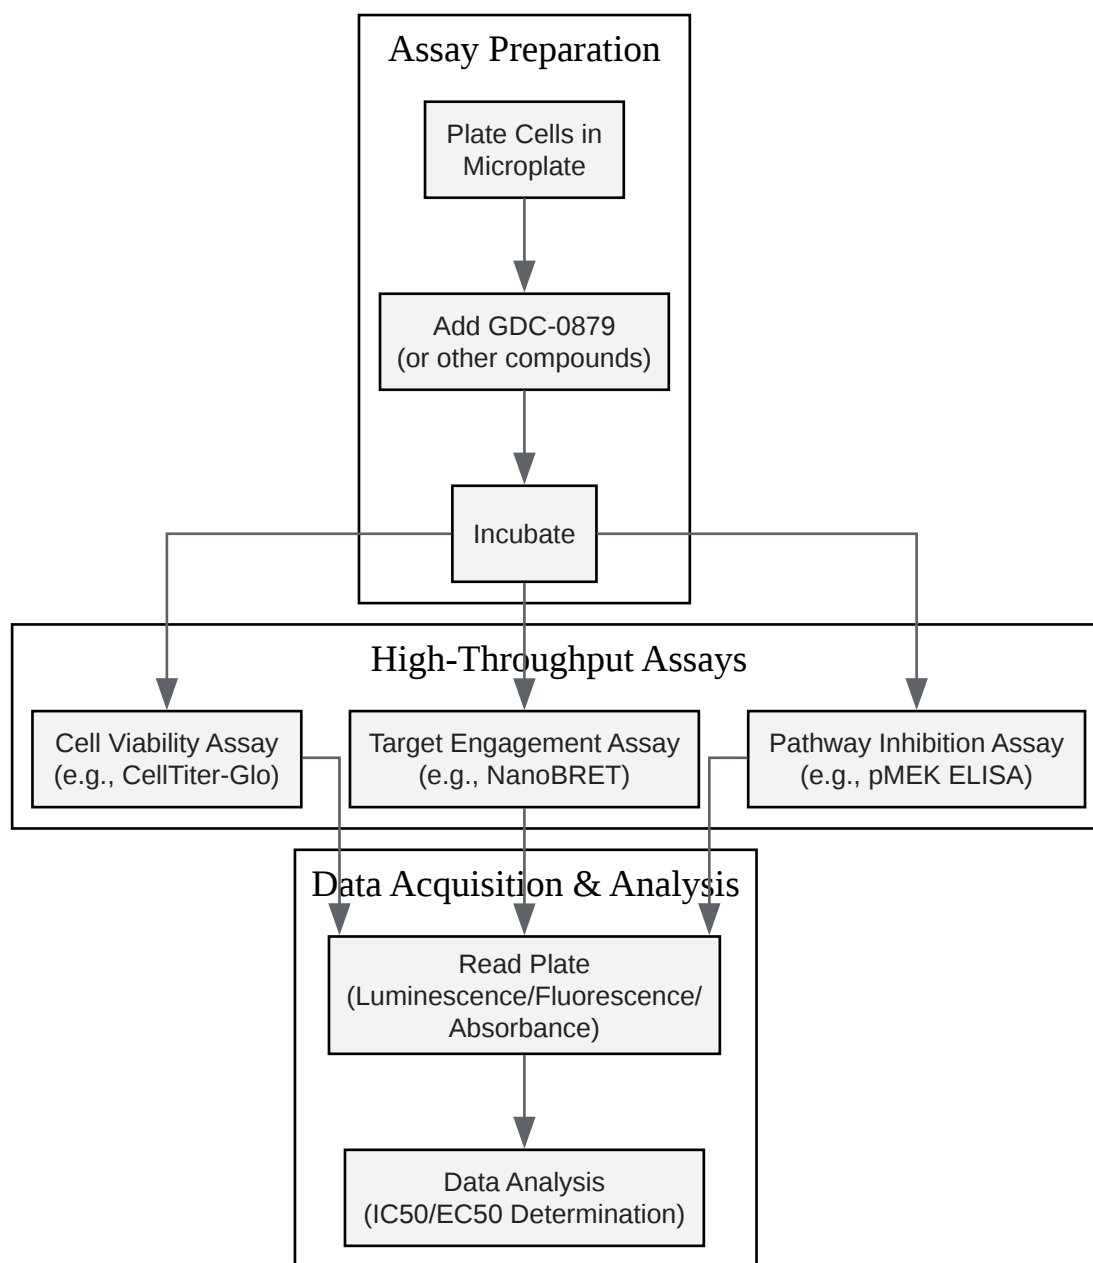 Assay Preparation
Plate Cells in
Microplate
Add GDC-0879
(or other compounds)
Incubate
High-Throughput Assays
Cell Viability Assay
(e.g., CellTiter-Glo)
Target Engagement Assay
(e.g., NanoBRET)
Pathway Inhibition Assay
(e.g., pMEK ELISA)
Data Acquisition & Analysis
Read Plate
(Luminescence/Fluorescence/
Absorbance)
Data Analysis
(IC50/EC50 Determination)